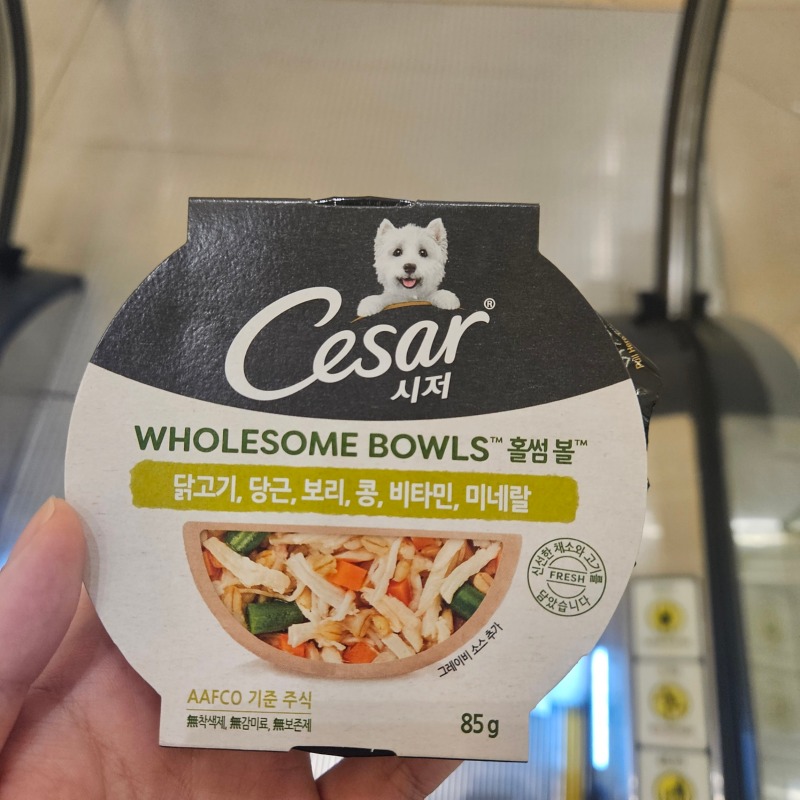 Cesar®
시저
WHOLESOME BOWLS™ 홀썸 볼™
닭고기, 당근, 보리, 콩, 비타민, 미네랄
신선한 채소와 고기를
FRESH
담았습니다
그레이비 소스 추가
AAFCO 기준 주식
無착색제, 無감미료, 無보존제
85 g